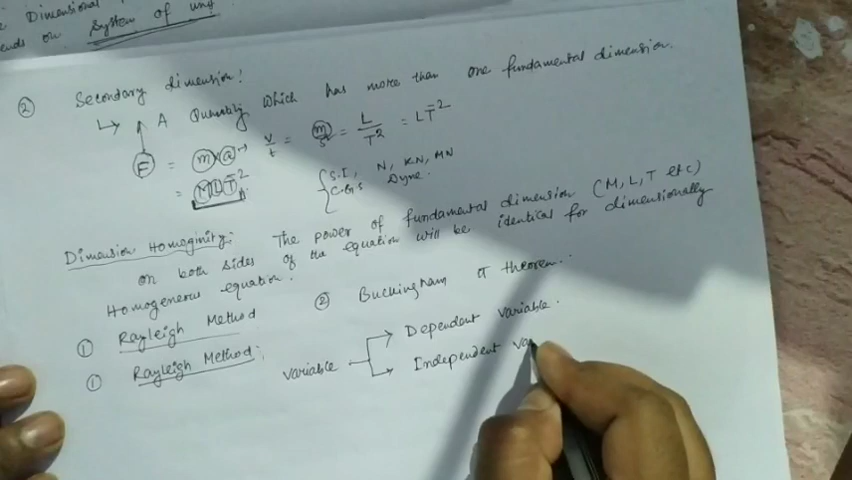 Dimensional
ends on System of unit
② Secondary dimension:
↳ A Quantity which has more than one fundamental dimension.
F = m × a → V/t = m/s = L/T² = LT⁻²
= MLT⁻²
S.I, N, KN, MN
C.G.S Dyne.
Dimension Homoginity: The power of fundamental dimension (M, L, T etc)
on both sides of the equation will be identical for dimensionally
Homogeneous equation.
① Rayleigh Method ② Buckingham π theorem.
① Rayleigh Method:
variable → Dependent variable.
→ Independent va